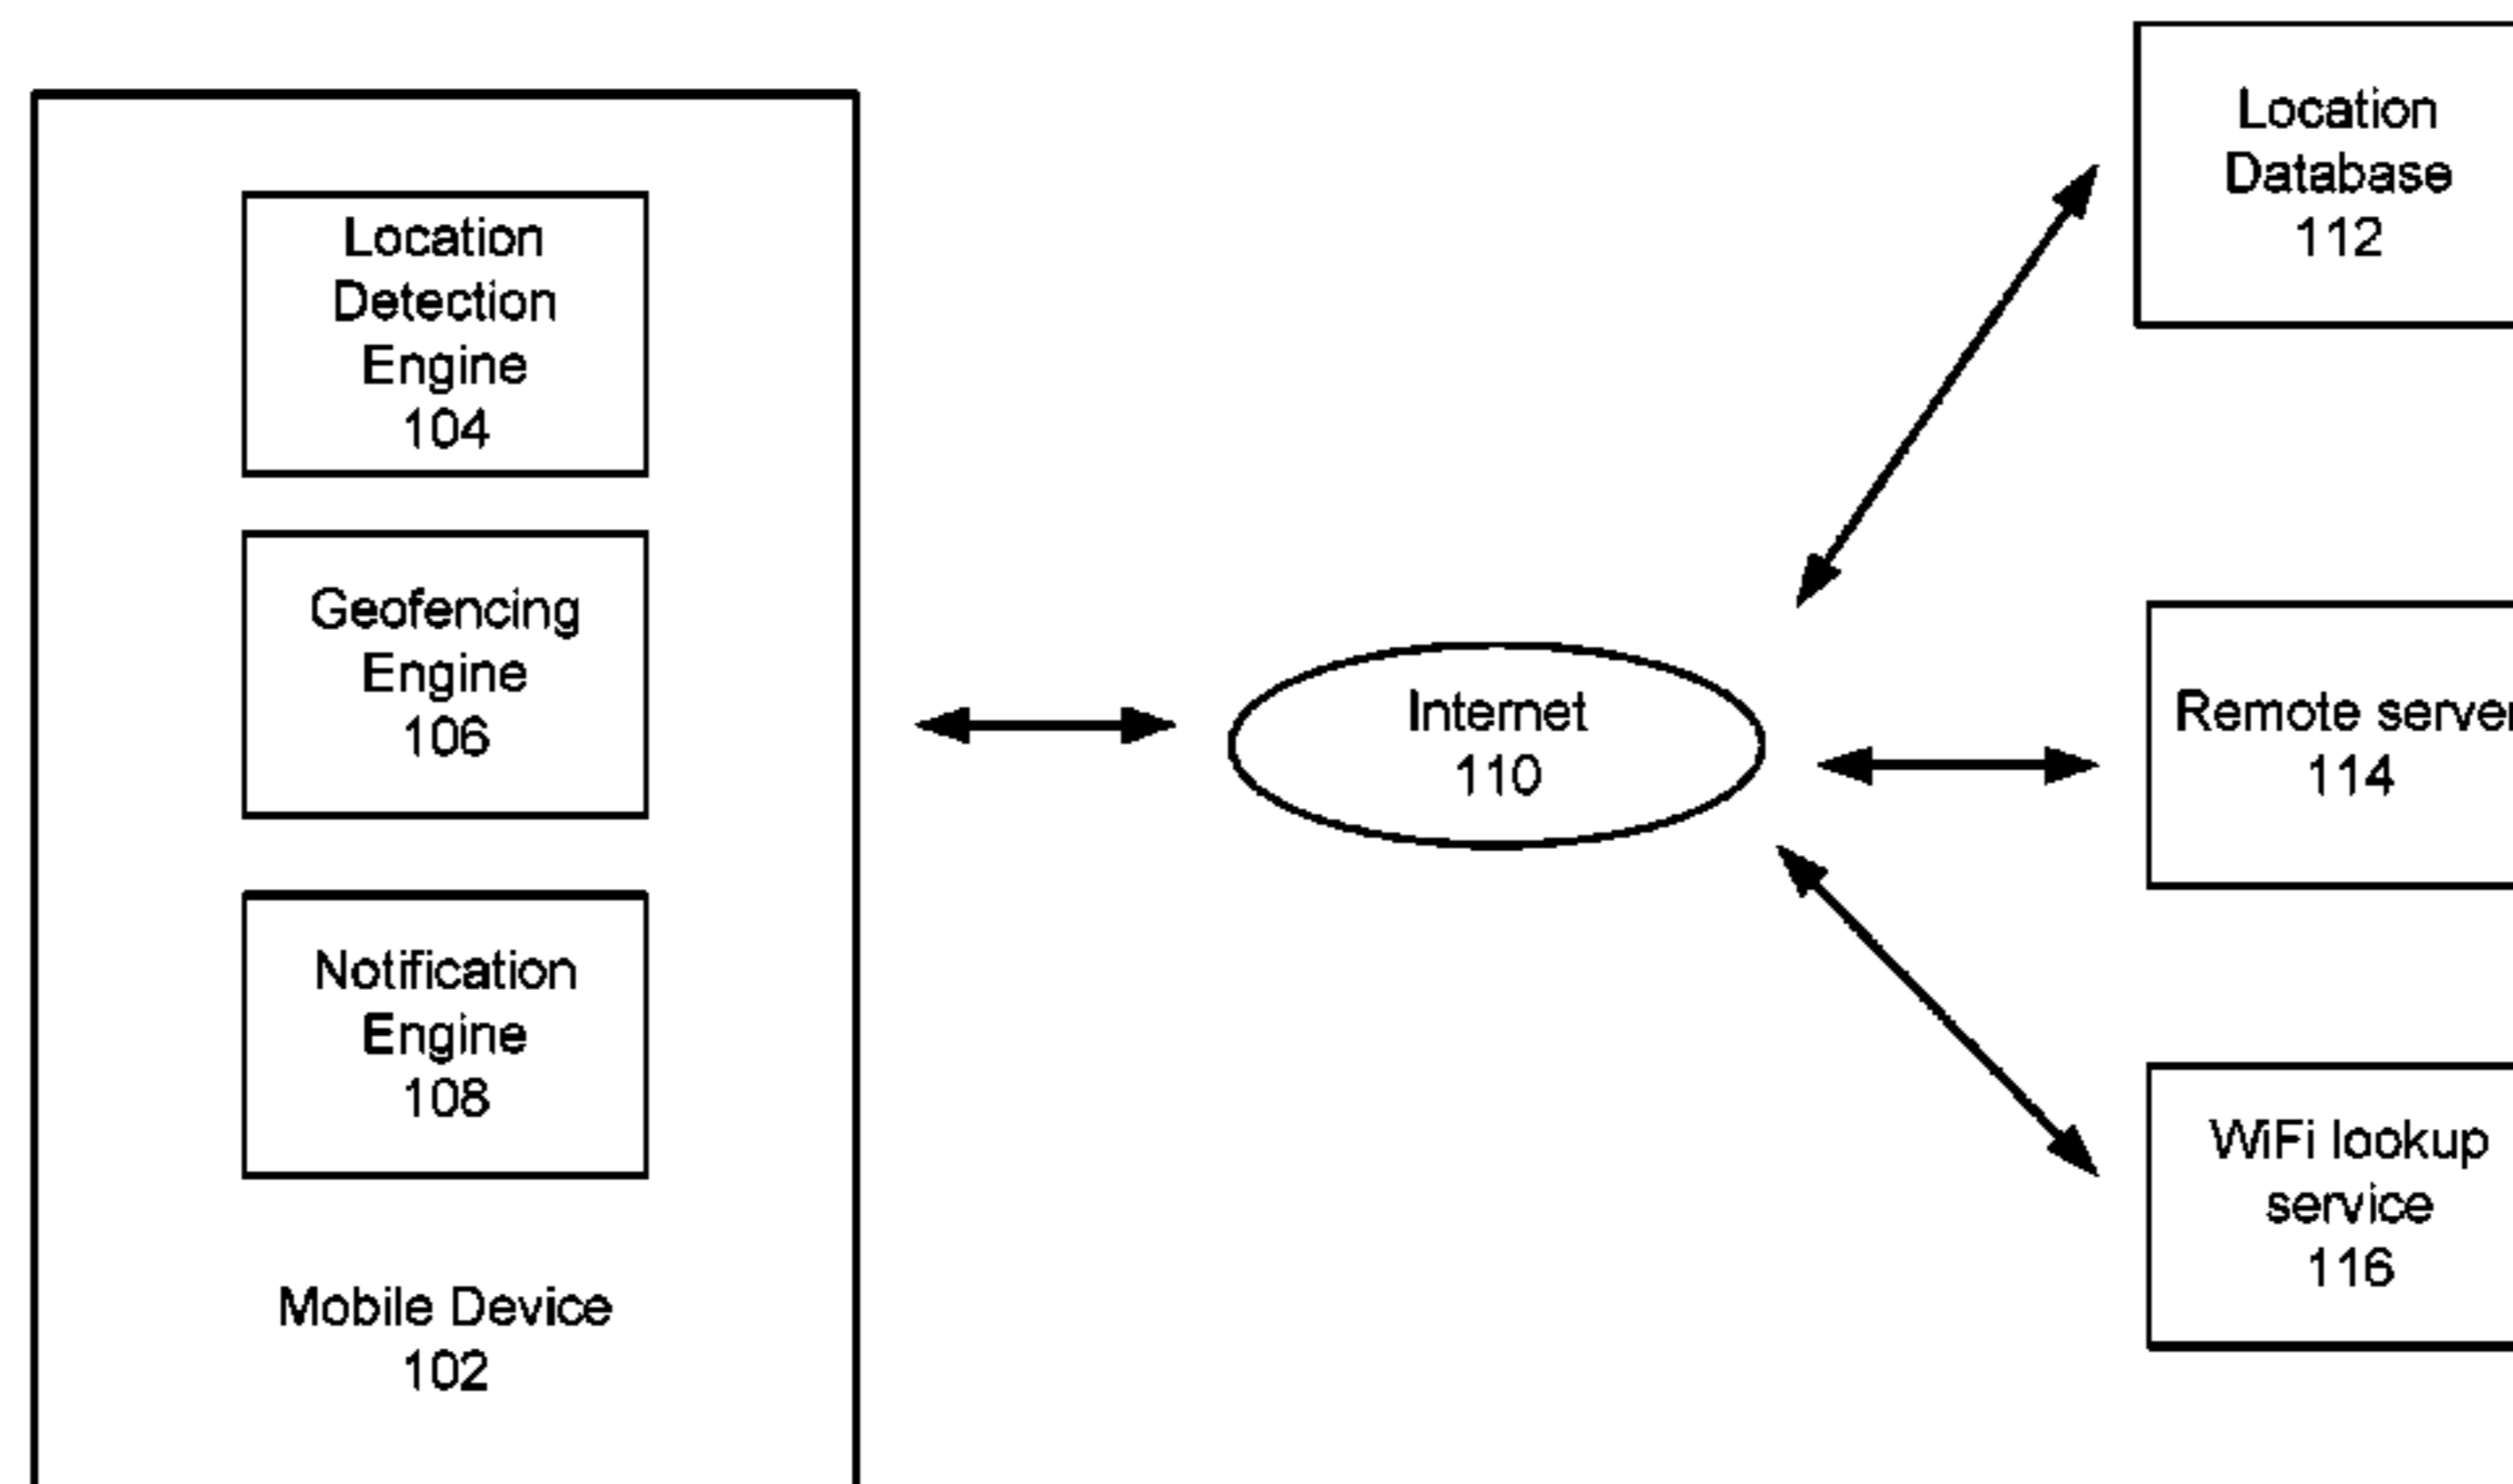 Location
Detection
Engine
104
Geofencing
Engine
106
Notification
Engine
108
Mobile Device
102
Internet
110
Location
Database
112
Remote server
114
WiFi lookup
service
116